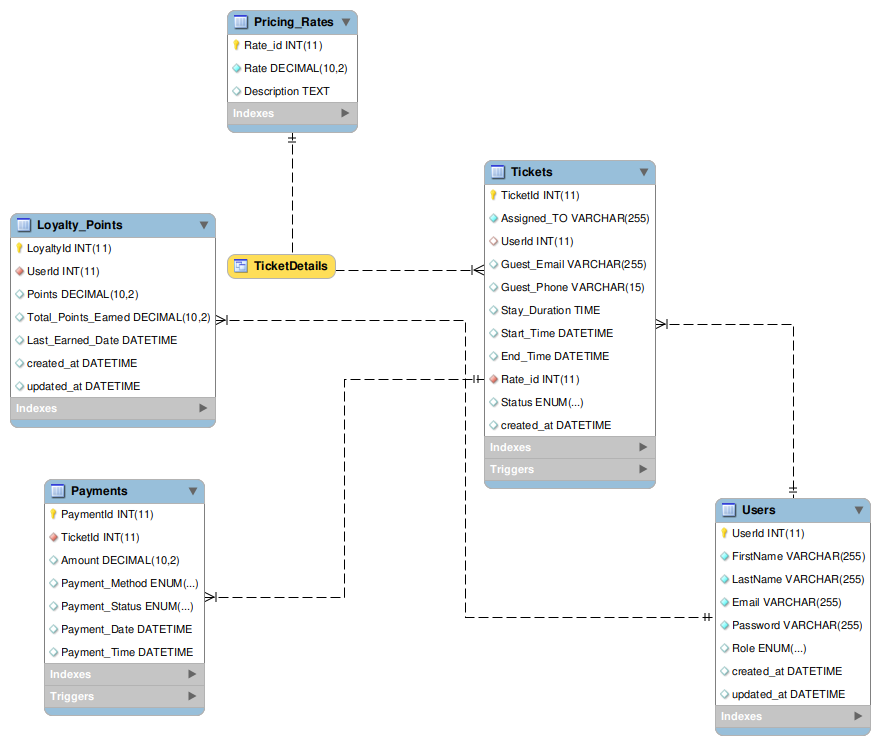 Pricing_Rates
Rate_id INT(11)
Rate DECIMAL(10,2)
Description TEXT
Indexes
Tickets
TicketId INT(11)
Assigned_TO VARCHAR(255)
UserId INT(11)
Guest_Email VARCHAR(255)
Guest_Phone VARCHAR(15)
Stay_Duration TIME
Start_Time DATETIME
End_Time DATETIME
Rate_id INT(11)
Status ENUM(...)
created_at DATETIME
Indexes
Triggers
Loyalty_Points
LoyaltyId INT(11)
UserId INT(11)
Points DECIMAL(10,2)
Total_Points_Earned DECIMAL(10,2)
Last_Earned_Date DATETIME
created_at DATETIME
updated_at DATETIME
Indexes
TicketDetails
Payments
PaymentId INT(11)
TicketId INT(11)
Amount DECIMAL(10,2)
Payment_Method ENUM(...)
Payment_Status ENUM(...)
Payment_Date DATETIME
Payment_Time DATETIME
Indexes
Triggers
Users
UserId INT(11)
FirstName VARCHAR(255)
LastName VARCHAR(255)
Email VARCHAR(255)
Password VARCHAR(255)
Role ENUM(...)
created_at DATETIME
updated_at DATETIME
Indexes